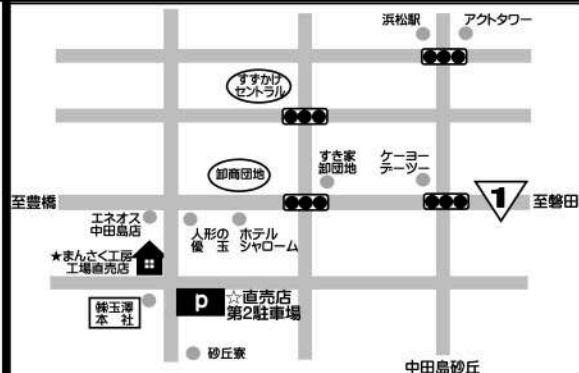 浜松駅
アクトタワー
すずかけ
セントラル
卸商団地
すき家
卸団地
ケーヨー
デーツー
至豊橋
1
至磐田
エネオス
中田島店
人形の
優玉
ホテル
シャローム
★まんさく工房
工場直売店
㈱玉澤
本社
P
☆直売店
第2駐車場
砂丘寮
中田島砂丘